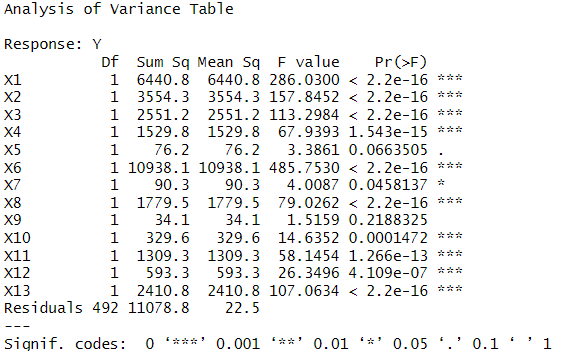 Analysis of Variance Table

Response: Y
           Df  Sum Sq Mean Sq  F value    Pr(>F)
X1          1  6440.8  6440.8 286.0300 < 2.2e-16 ***
X2          1  3554.3  3554.3 157.8452 < 2.2e-16 ***
X3          1  2551.2  2551.2 113.2984 < 2.2e-16 ***
X4          1  1529.8  1529.8  67.9393 1.543e-15 ***
X5          1    76.2    76.2   3.3861 0.0663505 .
X6          1 10938.1 10938.1 485.7530 < 2.2e-16 ***
X7          1    90.3    90.3   4.0087 0.0458137 *
X8          1  1779.5  1779.5  79.0262 < 2.2e-16 ***
X9          1    34.1    34.1   1.5159 0.2188325
X10         1   329.6   329.6  14.6352 0.0001472 ***
X11         1  1309.3  1309.3  58.1454 1.266e-13 ***
X12         1   593.3   593.3  26.3496 4.109e-07 ***
X13         1  2410.8  2410.8 107.0634 < 2.2e-16 ***
Residuals 492 11078.8    22.5
---
Signif. codes:  0 ‘***’ 0.001 ‘**’ 0.01 ‘*’ 0.05 ‘.’ 0.1 ‘ ’ 1